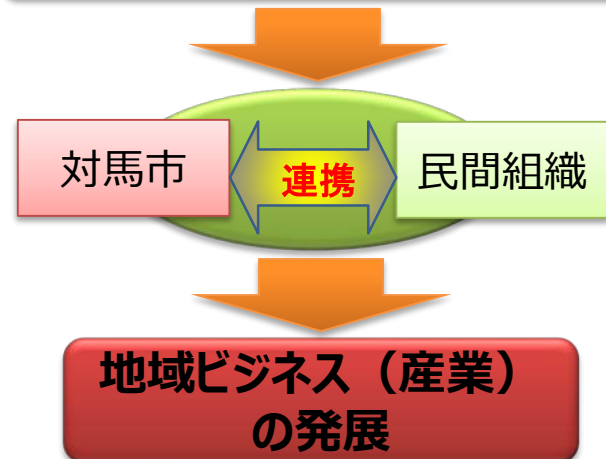 対馬市
連携
民間組織
地域ビジネス（産業）
の発展